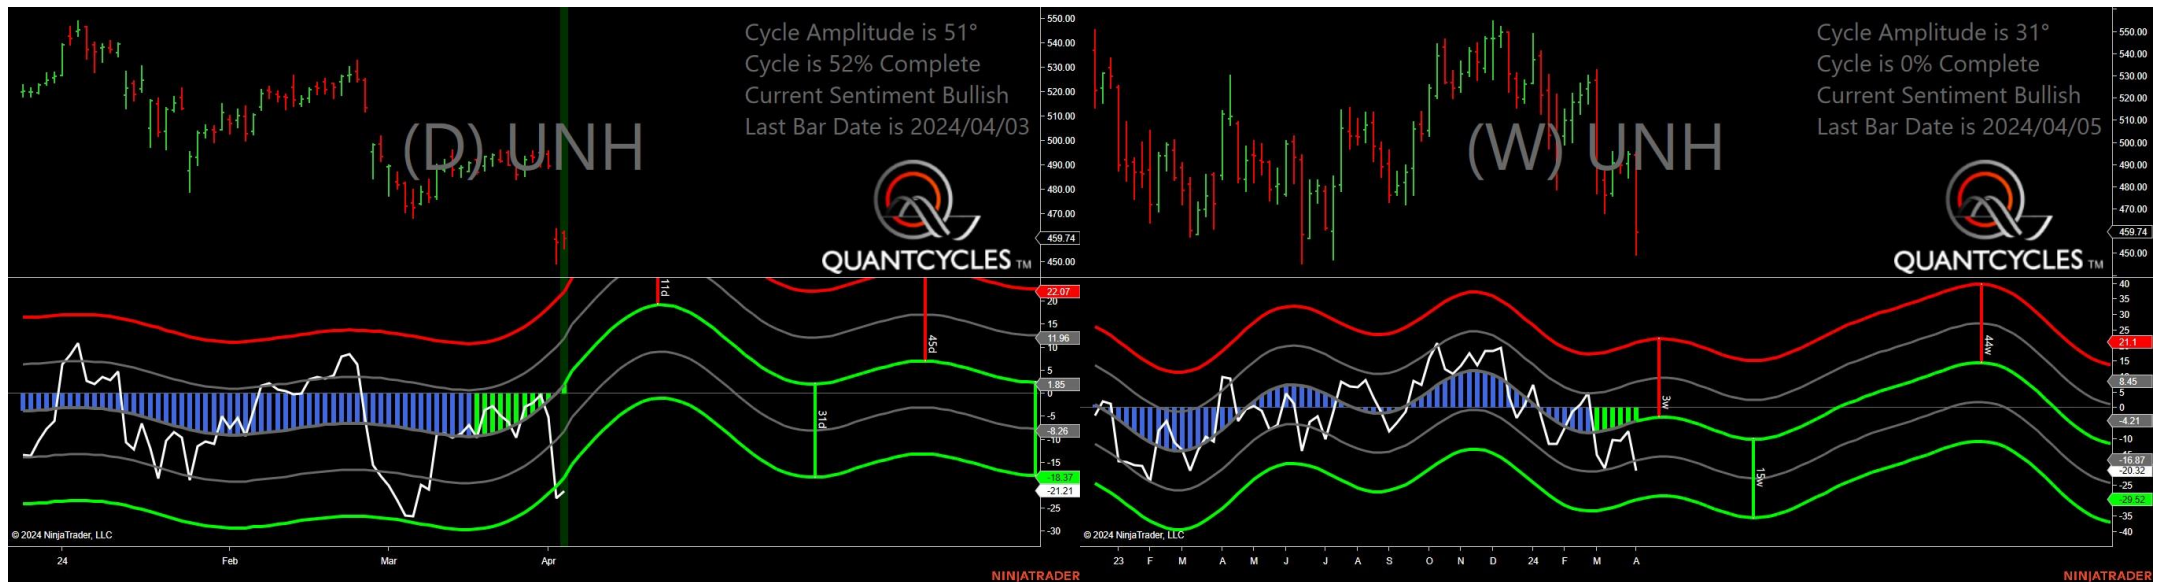 Cycle Amplitude is 51°
Cycle is 52% Complete
Current Sentiment Bullish
Last Bar Date is 2024/04/03
(D) UNH
QUANTCYCLES TM
550.00
540.00
530.00
520.00
510.00
500.00
490.00
480.00
470.00
459.74
450.00
11d
45d
31d
22.07
20
15
11.96
10
5
1.85
0
-5
-8.26
-10
-15
-18.37
-21.21
-25
-30
© 2024 NinjaTrader, LLC
24
Feb
Mar
Apr
NINJATRADER
Cycle Amplitude is 31°
Cycle is 0% Complete
Current Sentiment Bullish
Last Bar Date is 2024/04/05
(W) UNH
QUANTCYCLES TM
550.00
540.00
530.00
520.00
510.00
500.00
490.00
480.00
470.00
459.74
450.00
3w
44w
15w
40
35
30
25
21.1
15
8.45
5
0
-4.21
-10
-16.87
-20.32
-25
-29.52
-35
-40
© 2024 NinjaTrader, LLC
23
F
M
A
M
J
J
A
S
O
N
D
24
F
M
A
NINJATRADER